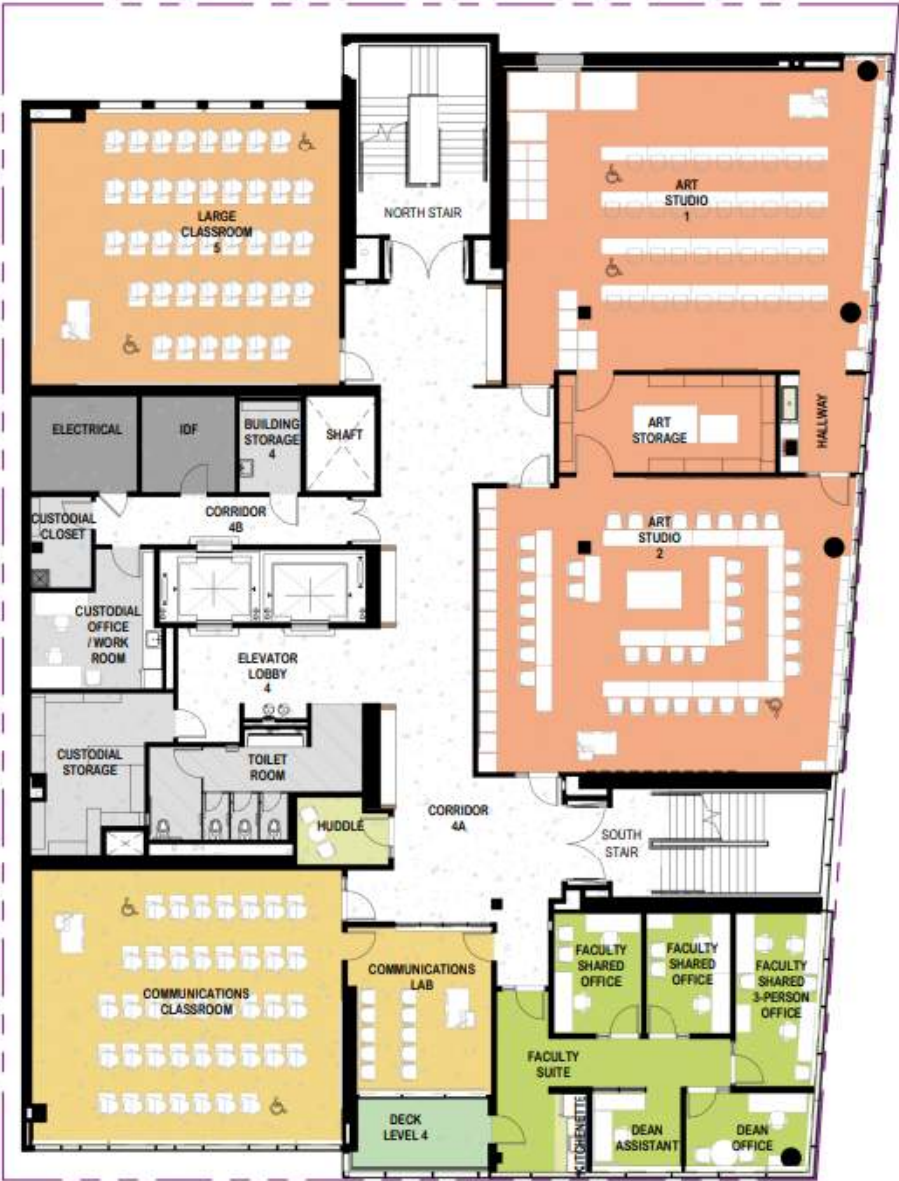 NORTH STAIR
LARGE
CLASSROOM
5
ART
STUDIO
1
ELECTRICAL
IDF
BUILDING
STORAGE
4
SHAFT
ART
STORAGE
HALLWAY
CUSTODIAL
CLOSET
CORRIDOR
4B
ART
STUDIO
2
CUSTODIAL
OFFICE
/ WORK
ROOM
ELEVATOR
LOBBY
4
CUSTODIAL
STORAGE
TOILET
ROOM
HUDDLE
CORRIDOR
4A
SOUTH
STAIR
COMMUNICATIONS
CLASSROOM
COMMUNICATIONS
LAB
FACULTY
SHARED
OFFICE
FACULTY
SHARED
OFFICE
FACULTY
SHARED
3-PERSON
OFFICE
FACULTY
SUITE
DECK
LEVEL 4
KITCHENETTE
DEAN
ASSISTANT
DEAN
OFFICE